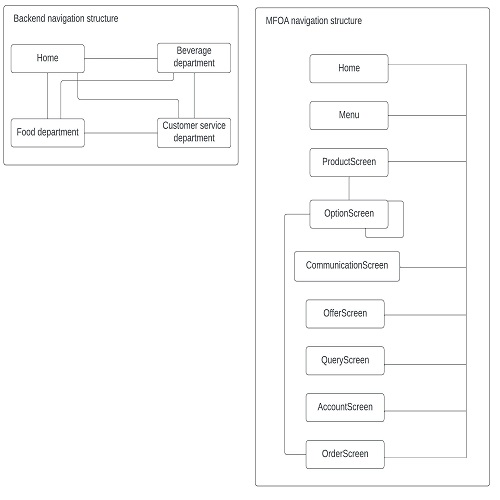 Backend navigation structure
Home
Beverage
department
Food department
Customer service
department
MFOA navigation structure
Home
Menu
ProductScreen
OptionScreen
CommunicationScreen
OfferScreen
QueryScreen
AccountScreen
OrderScreen